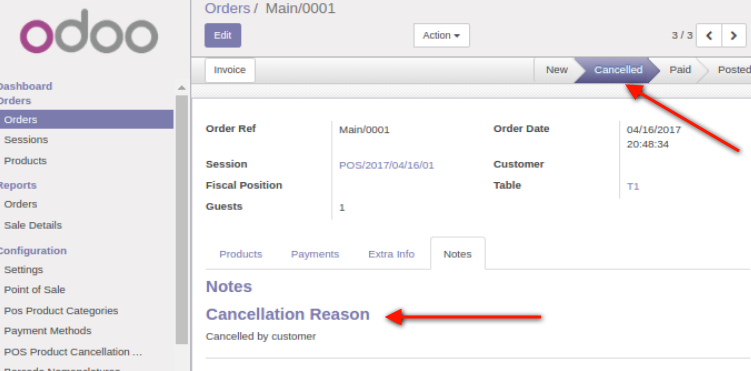 odoo
Dashboard
Orders
Orders
Sessions
Products
Reports
Orders
Sale Details
Configuration
Settings
Point of Sale
Pos Product Categories
Payment Methods
POS Product Cancellation ...
Barcode Nomenclatures
Orders / Main/0001
Edit Action 3 / 3
Invoice New Cancelled Paid Posted
Order Ref Main/0001 Order Date 04/16/2017
20:48:34
Session POS/2017/04/16/01 Customer
Fiscal Position Table T1
Guests 1
Products Payments Extra Info Notes
Notes
Cancellation Reason
Cancelled by customer